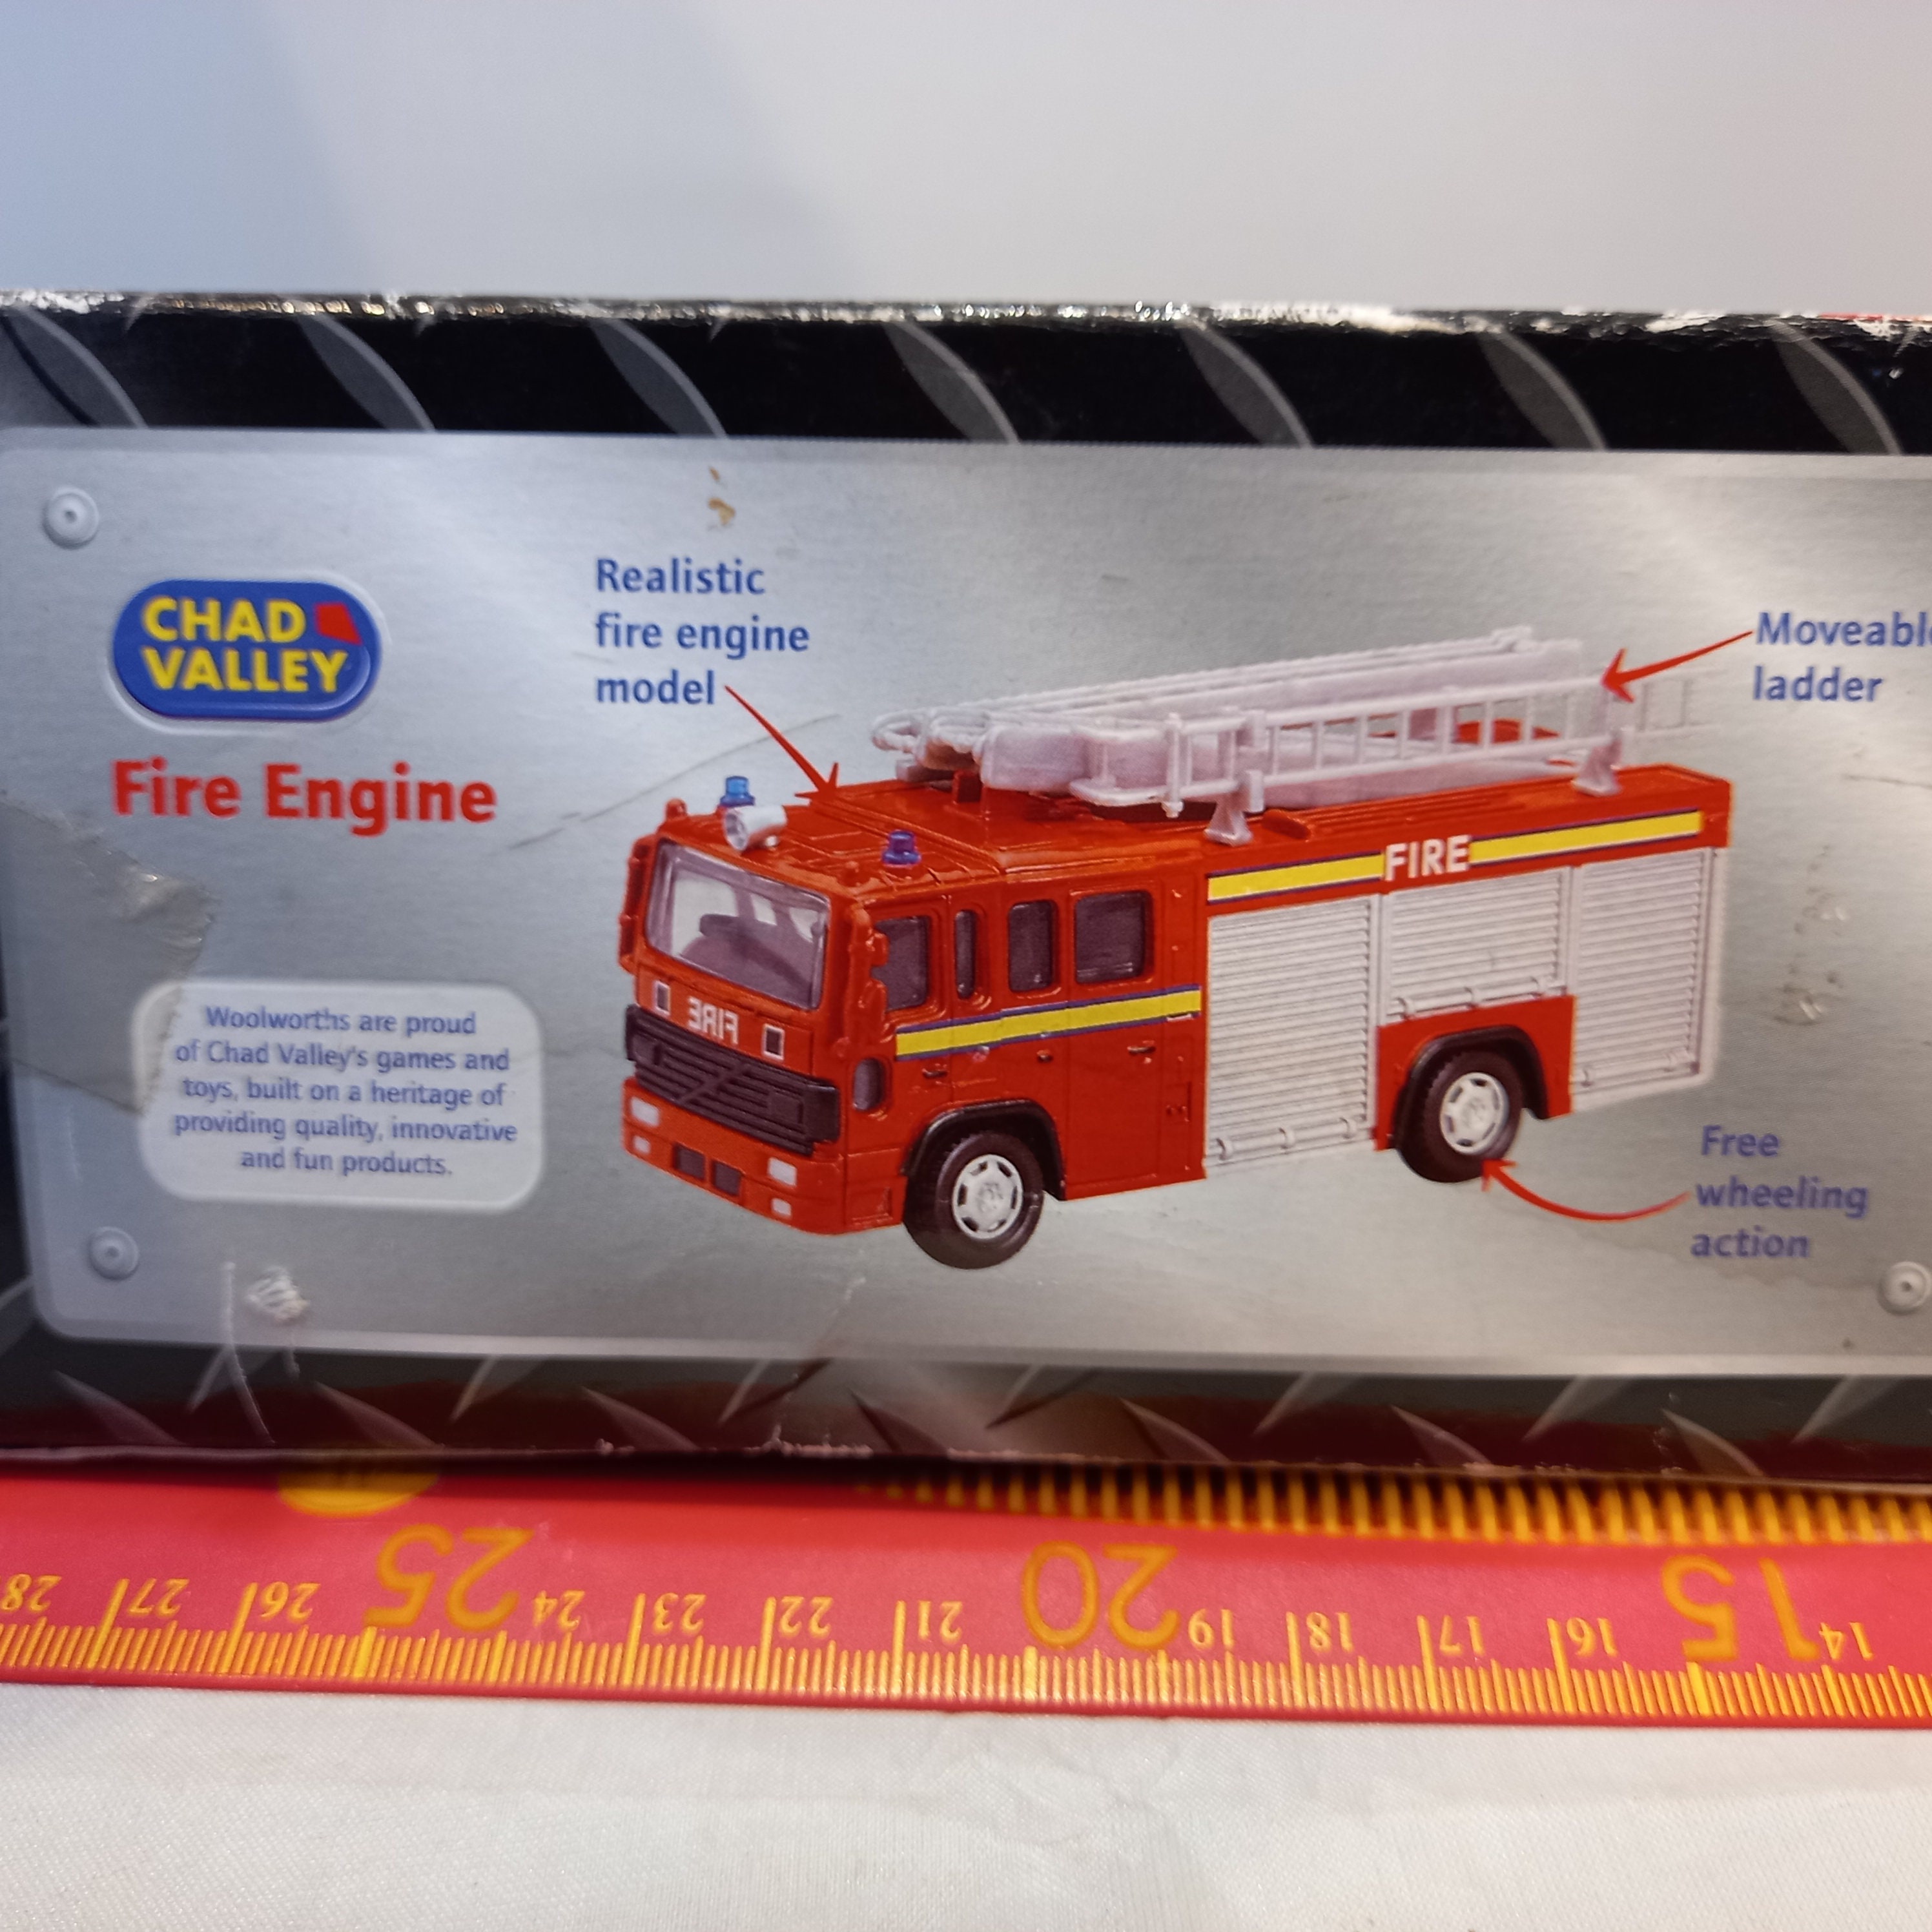 CHAD
VALLEY
Fire Engine
Realistic
fire engine
model
Moveable
ladder
FIRE
FIRE
Free
wheeling
action
Woolworths are proud
of Chad Valley's games and
toys, built on a heritage of
providing quality, innovative
and fun products.
28 27 26 25 24 23 22 21 20 19 18 17 16 15 14